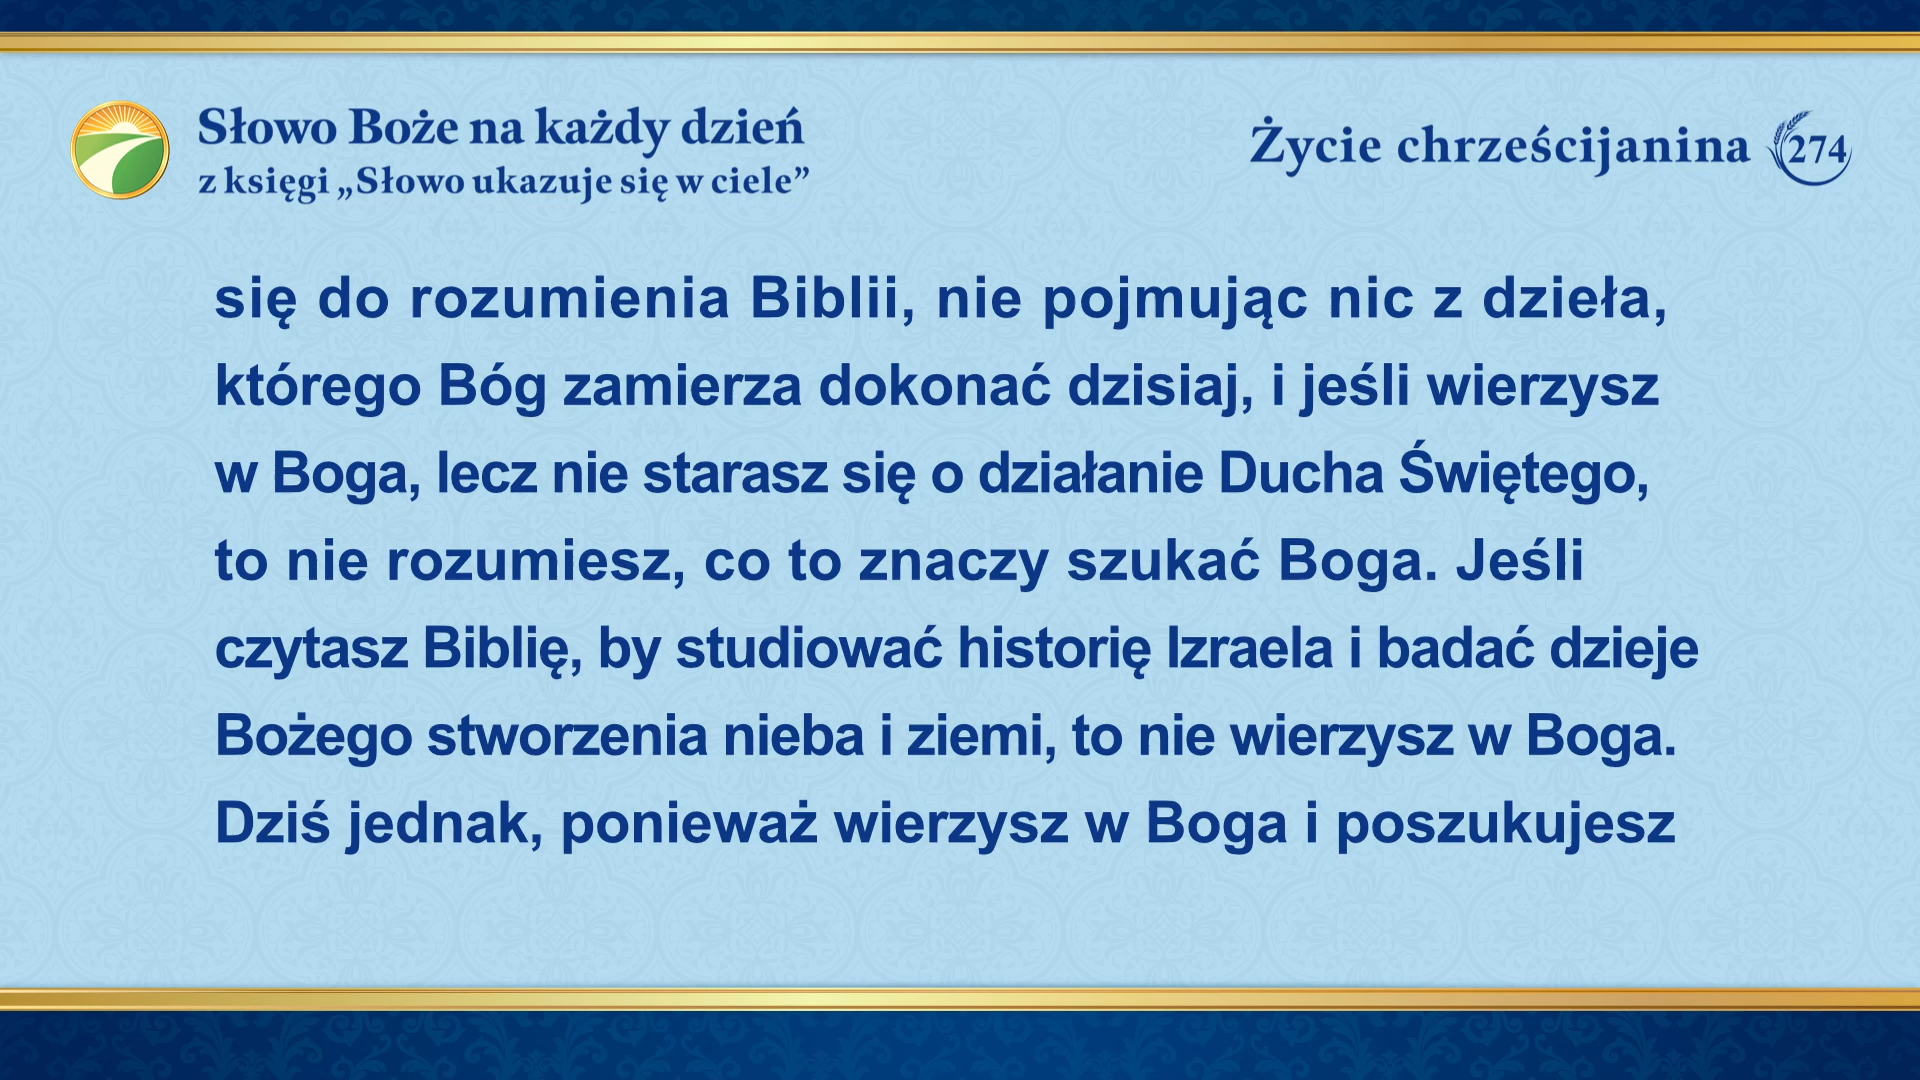 Słowo Boże na każdy dzień
z księgi „Słowo ukazuje się w ciele”
Życie chrześcijanina 274
się do rozumienia Biblii, nie pojmując nic z dzieła,
którego Bóg zamierza dokonać dzisiaj, i jeśli wierzysz
w Boga, lecz nie starasz się o działanie Ducha Świętego,
to nie rozumiesz, co to znaczy szukać Boga. Jeśli
czytasz Biblię, by studiować historię Izraela i badać dzieje
Bożego stworzenia nieba i ziemi, to nie wierzysz w Boga.
Dziś jednak, ponieważ wierzysz w Boga i poszukujesz